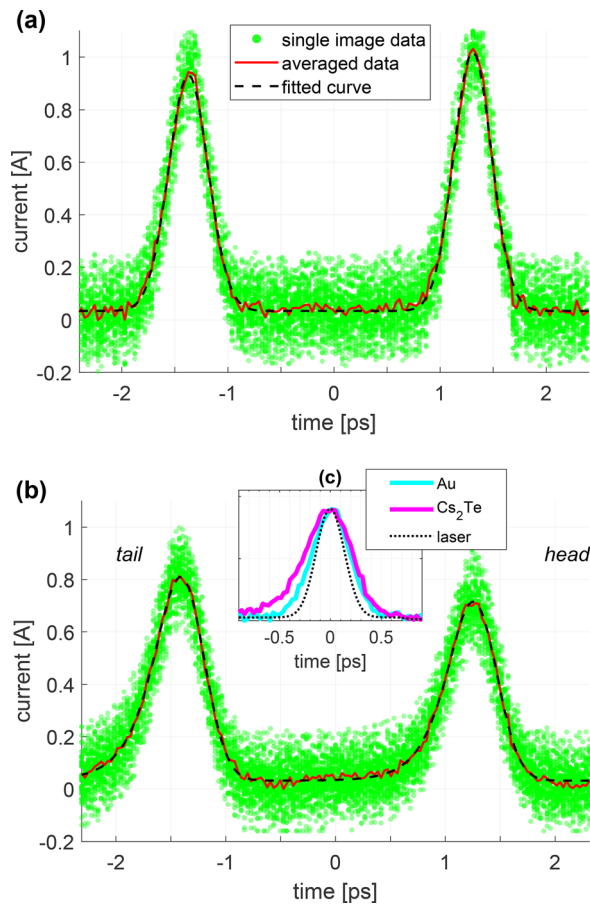 (a)
single image data
averaged data
fitted curve
1
0.8
0.6
0.4
0.2
0
-0.2
current [A]
-2 -1 0 1 2
time [ps]
(b)
(c)
Au
Cs₂Te
laser
tail
head
1
0.8
0.6
0.4
0.2
0
-0.2
current [A]
-0.5 0 0.5
time [ps]
-2 -1 0 1 2
time [ps]